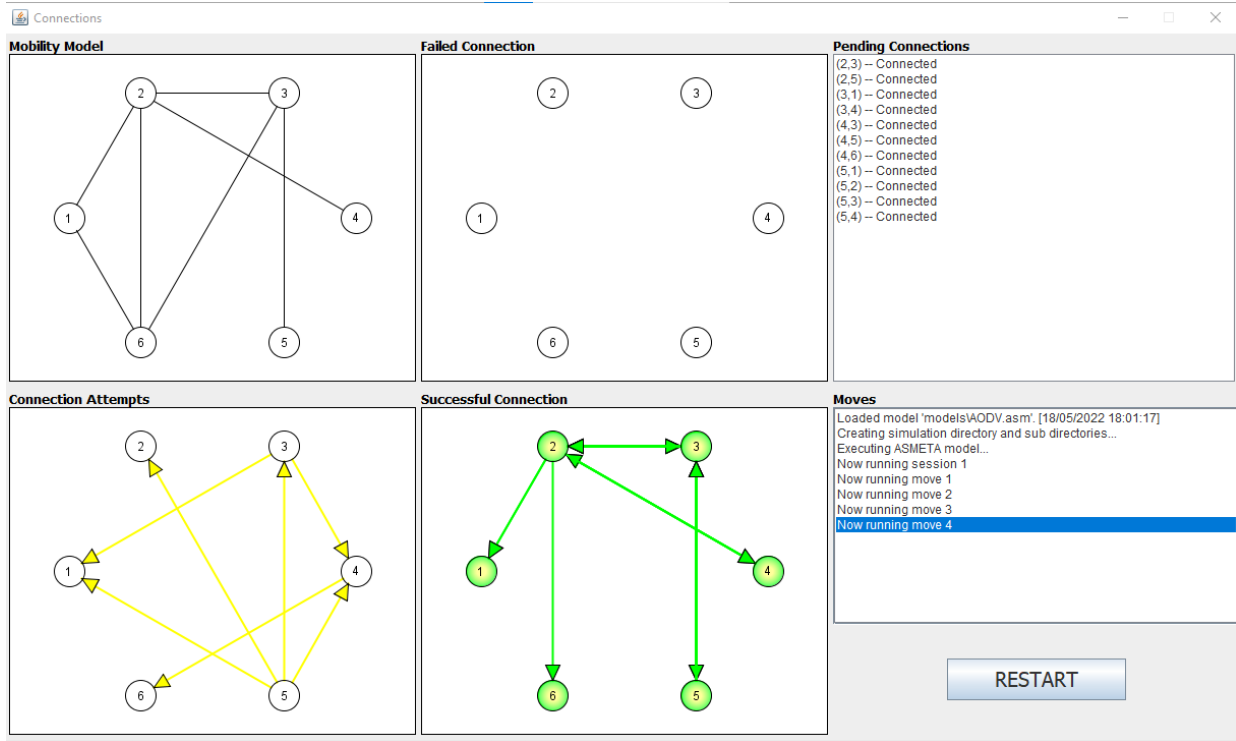 Connections
Mobility Model
2
3
1
4
6
5
Failed Connection
2
3
1
4
6
5
Pending Connections
(2,3) -- Connected
(2,5) -- Connected
(3,1) -- Connected
(3,4) -- Connected
(4,3) -- Connected
(4,5) -- Connected
(4,6) -- Connected
(5,1) -- Connected
(5,2) -- Connected
(5,3) -- Connected
(5,4) -- Connected
Connection Attempts
2
3
1
4
6
5
Successful Connection
2
3
1
4
6
5
Moves
Loaded model 'models\AODV.asm'. [18/05/2022 18:01:17]
Creating simulation directory and sub directories...
Executing ASMETA model...
Now running session 1
Now running move 1
Now running move 2
Now running move 3
Now running move 4
RESTART